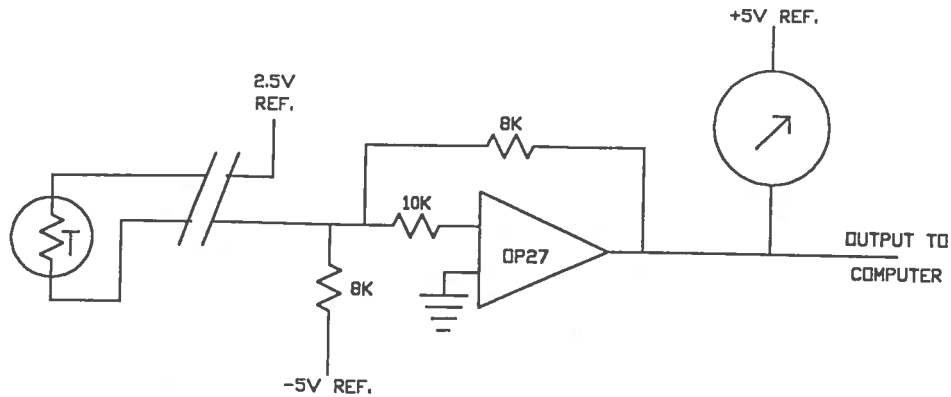 +5V REF.
2.5V
REF.
8K
10K
T
OP27
OUTPUT TO
COMPUTER
8K
-5V REF.